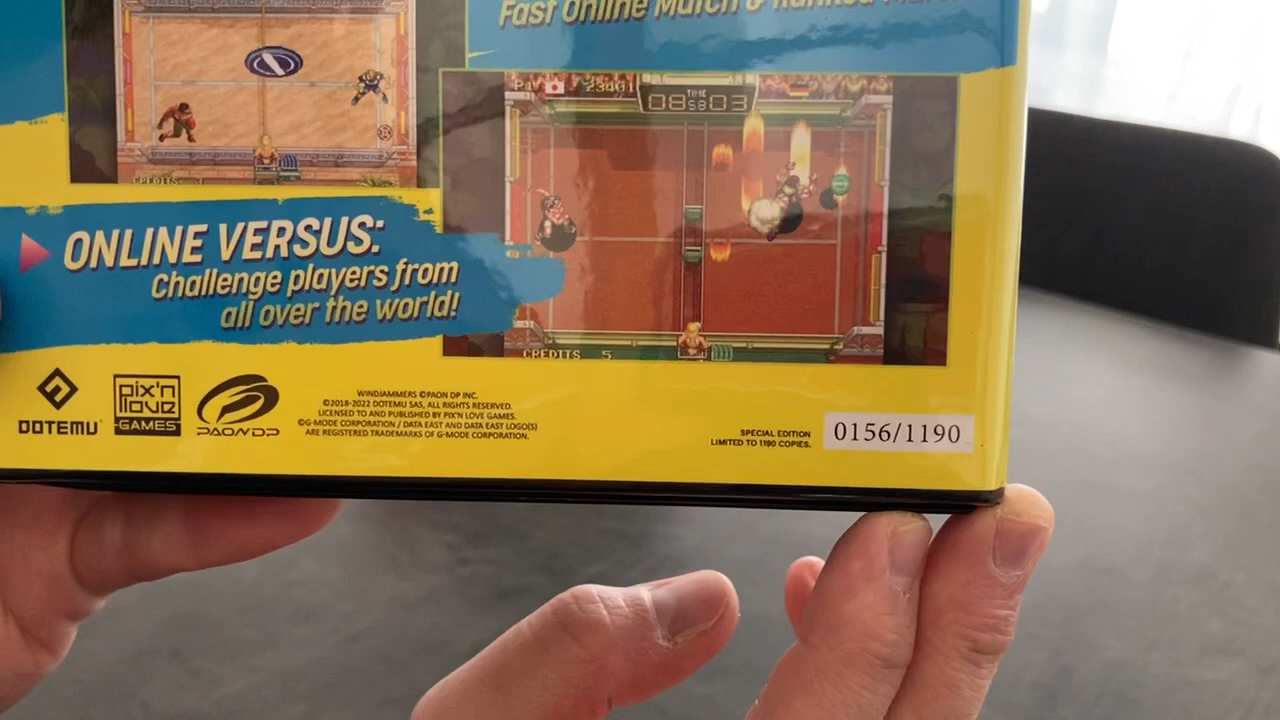 Fast Online Match & Ranked
CREDITS
P1 23401
TIME
08 58 03
ONLINE VERSUS:
Challenge players from
all over the world!
CREDITS 5
DOTEMU
pix'n
love
GAMES
PAON DP
WINDJAMMERS ©PAON DP INC.
©2018-2022 DOTEMU SAS, ALL RIGHTS RESERVED.
LICENSED TO AND PUBLISHED BY PIX'N LOVE GAMES.
©G-MODE CORPORATION / DATA EAST AND DATA EAST LOGO(S)
ARE REGISTERED TRADEMARKS OF G-MODE CORPORATION.
SPECIAL EDITION
LIMITED TO 1190 COPIES.
0156/1190